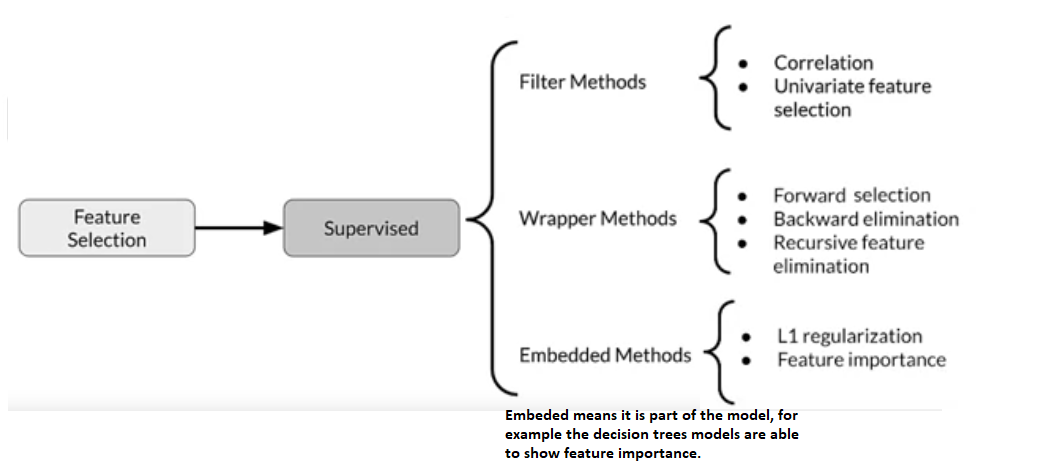 Feature
Selection
Supervised
Filter Methods
• Correlation
• Univariate feature
selection
Wrapper Methods
• Forward selection
• Backward elimination
• Recursive feature
elimination
Embedded Methods
• L1 regularization
• Feature importance
Embeded means it is part of the model, for
example the decision trees models are able
to show feature importance.